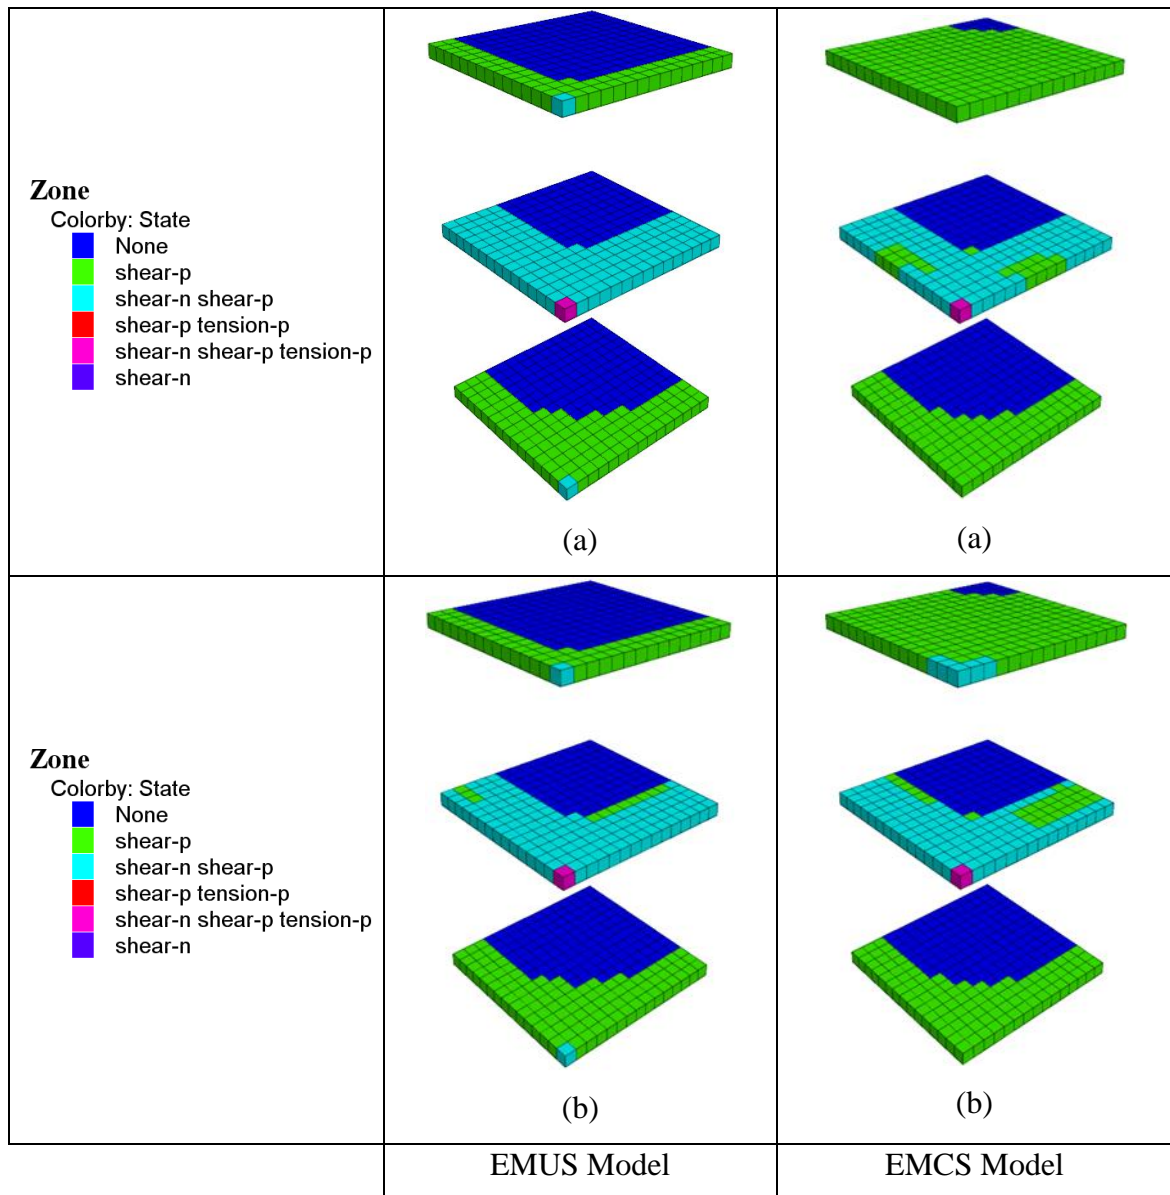 Zone
Colorby: State
None
shear-p
shear-n shear-p
shear-p tension-p
shear-n shear-p tension-p
shear-n
(a)
(a)
Zone
Colorby: State
None
shear-p
shear-n shear-p
shear-p tension-p
shear-n shear-p tension-p
shear-n
(b)
(b)
EMUS Model
EMCS Model